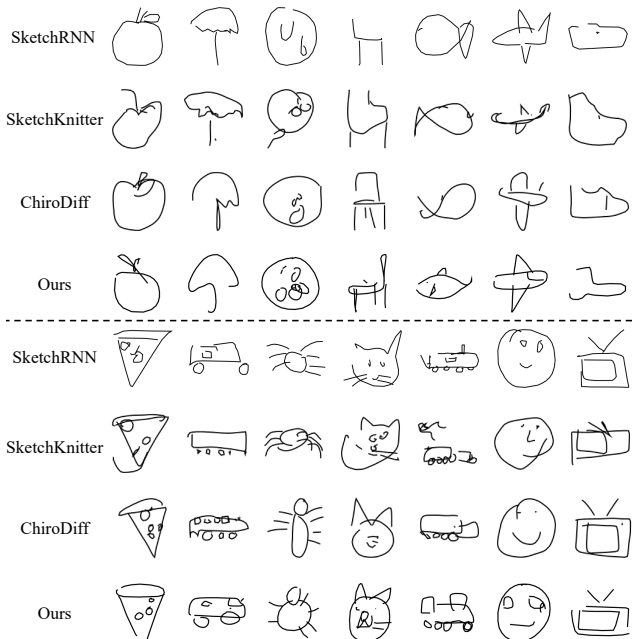 SketchRNN
SketchKnitter
ChiroDiff
Ours
SketchRNN
SketchKnitter
ChiroDiff
Ours